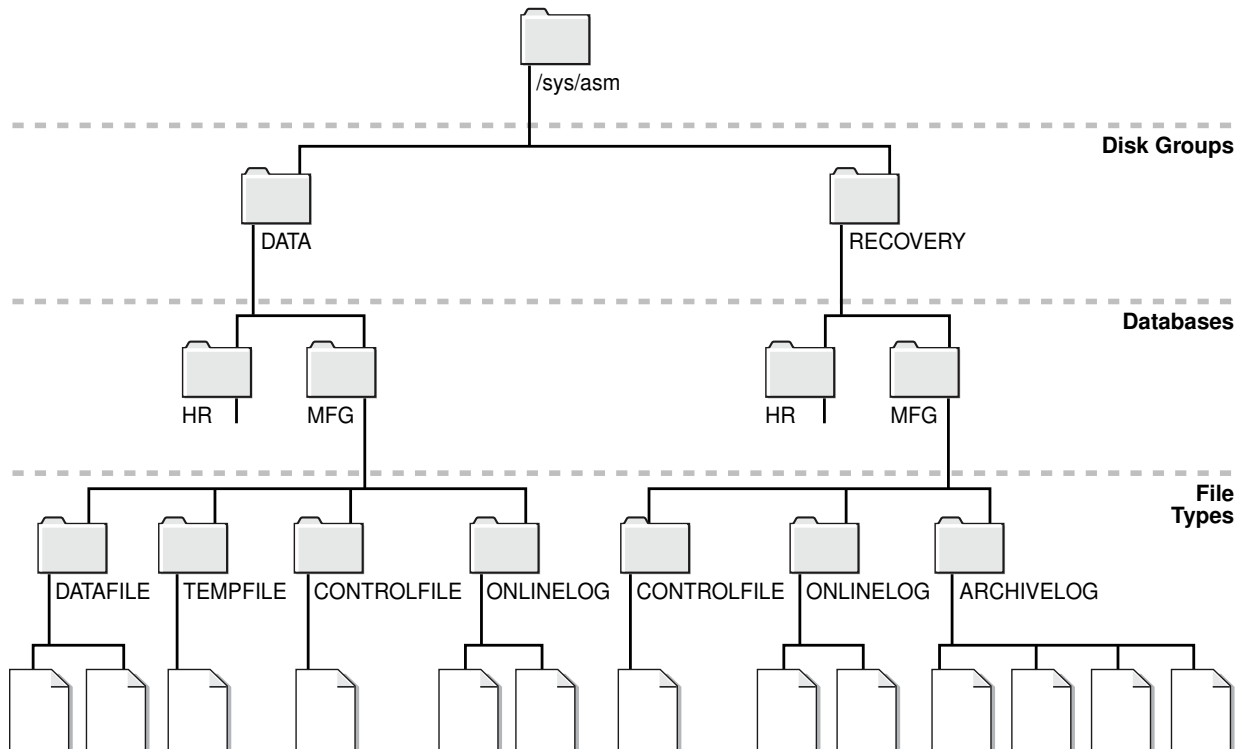 /sys/asm
Disk Groups
DATA
RECOVERY
Databases
HR
MFG
HR
MFG
File
Types
DATAFILE
TEMPFILE
CONTROLFILE
ONLINELOG
CONTROLFILE
ONLINELOG
ARCHIVELOG